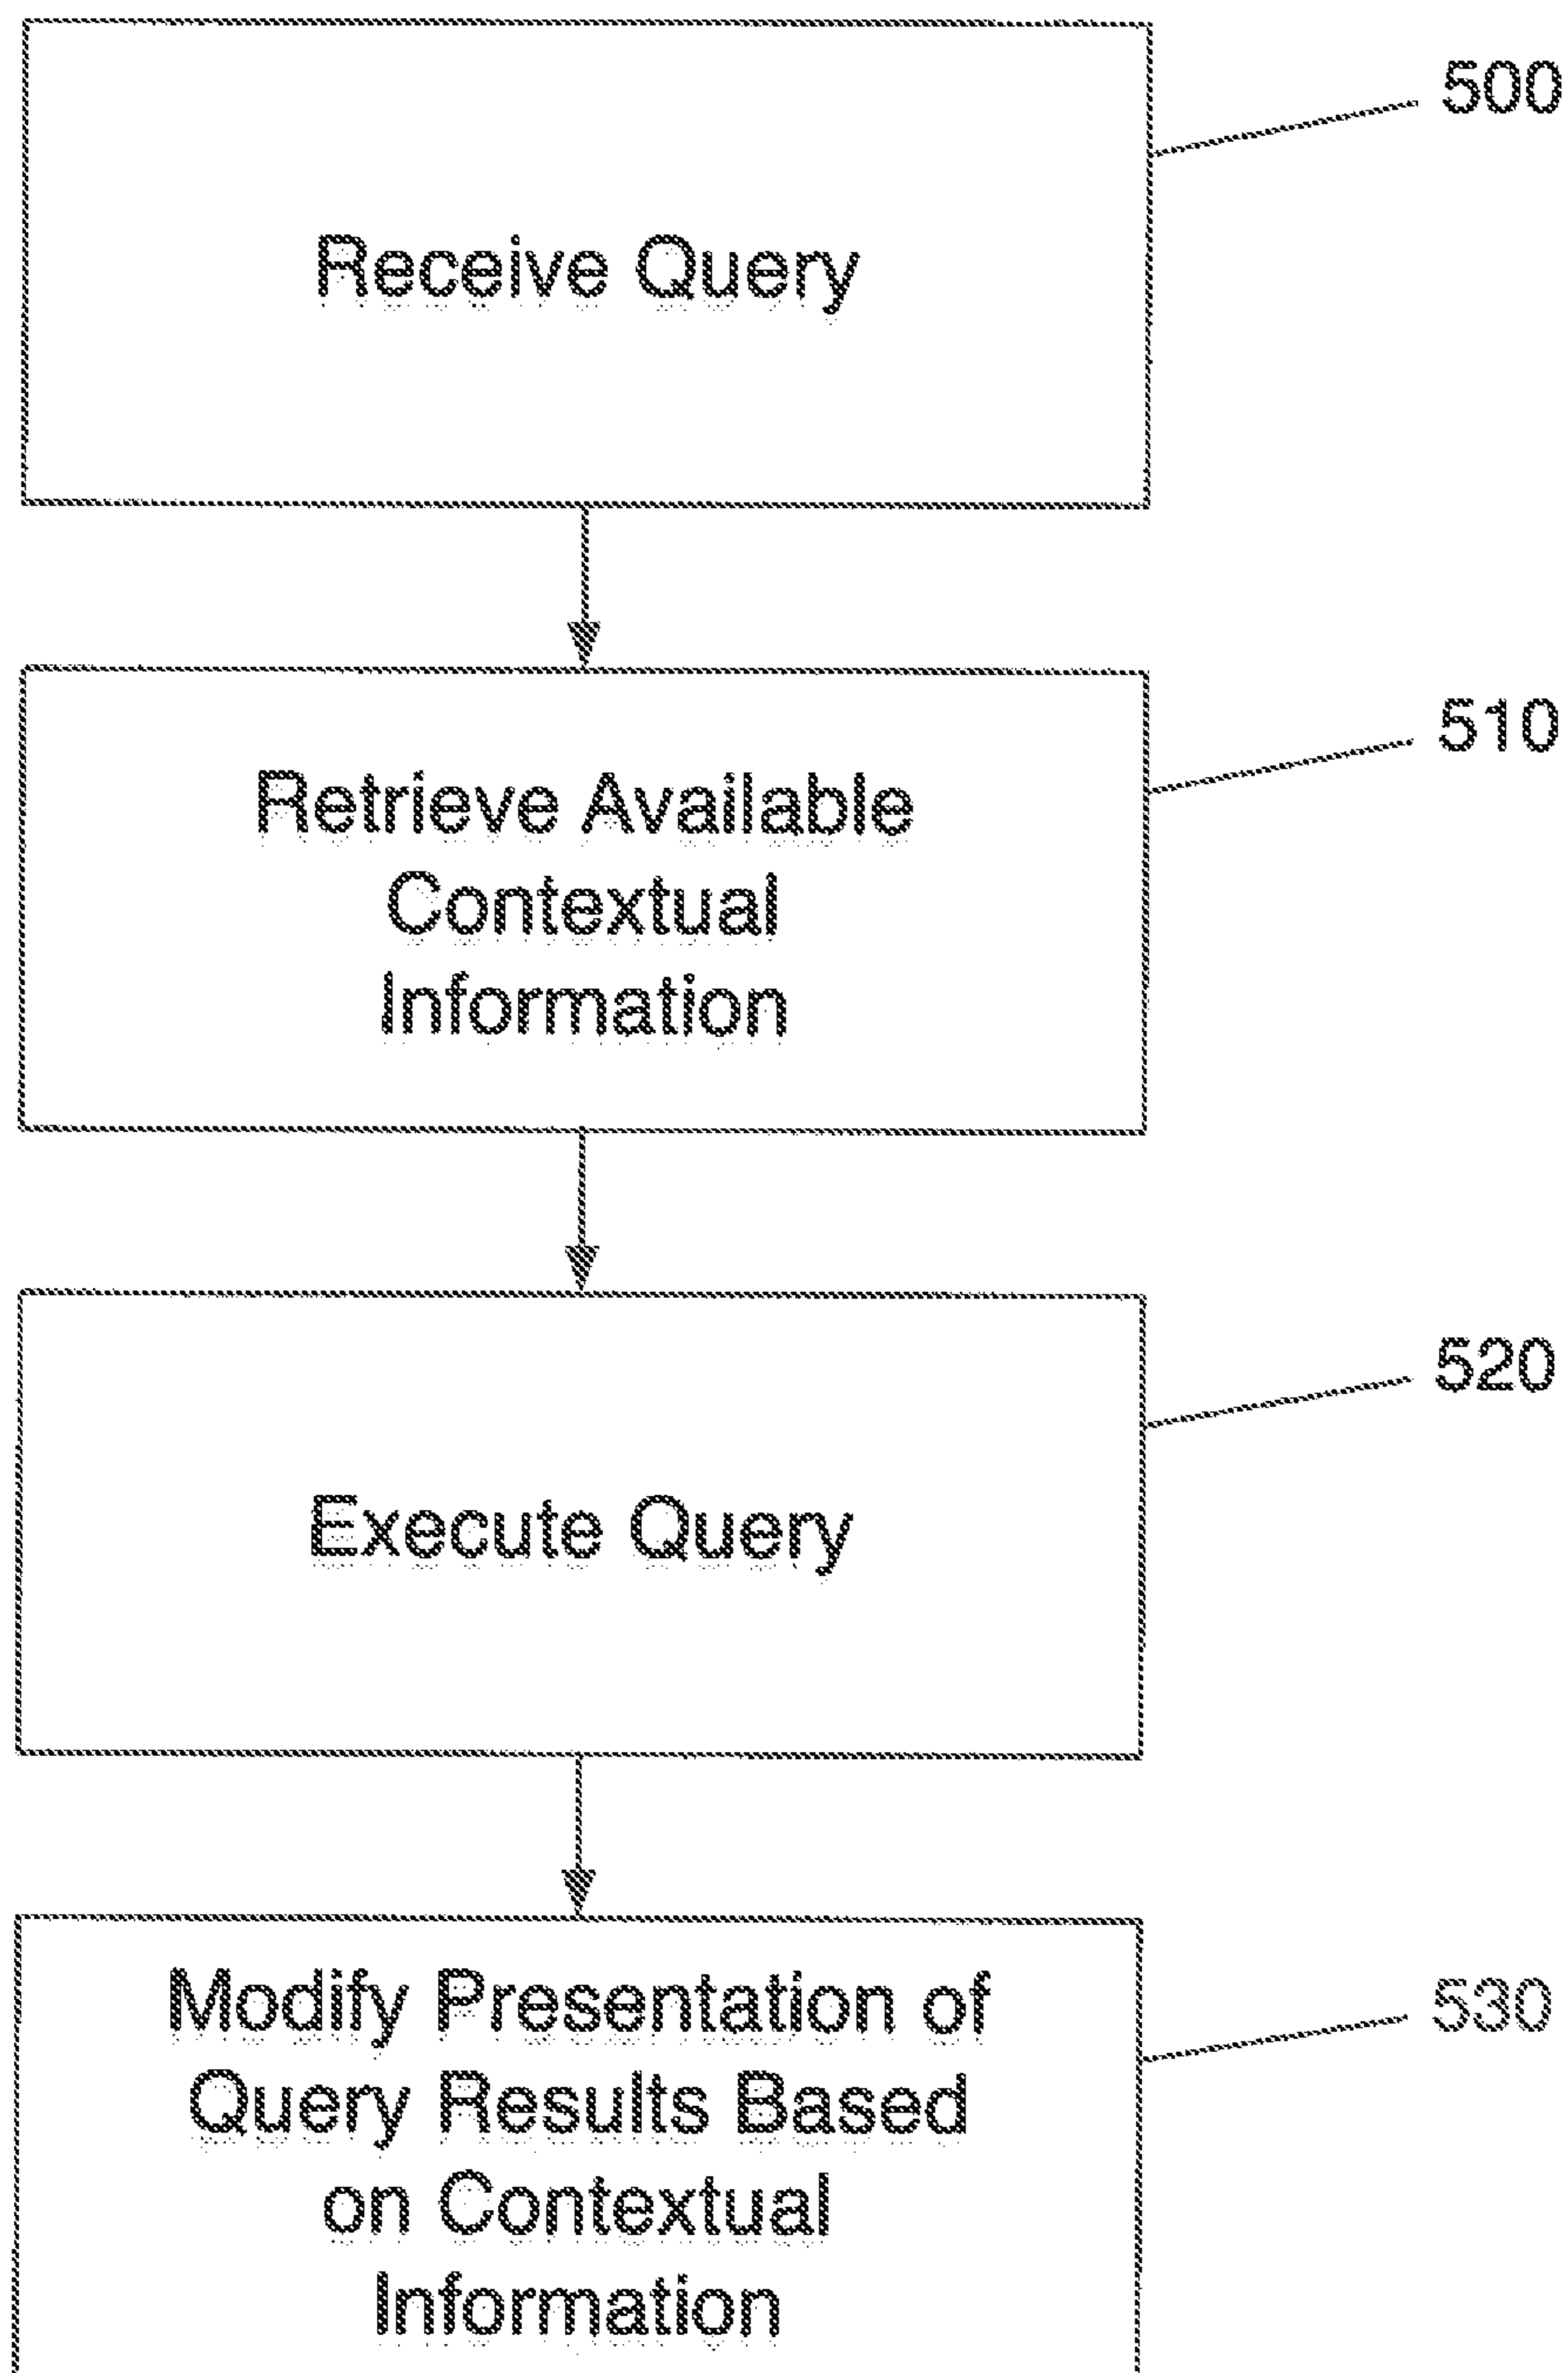 500
Receive Query
510
Retrieve Available
Contextual
Information
520
Execute Query
530
Modify Presentation of
Query Results Based
on Contextual
Information